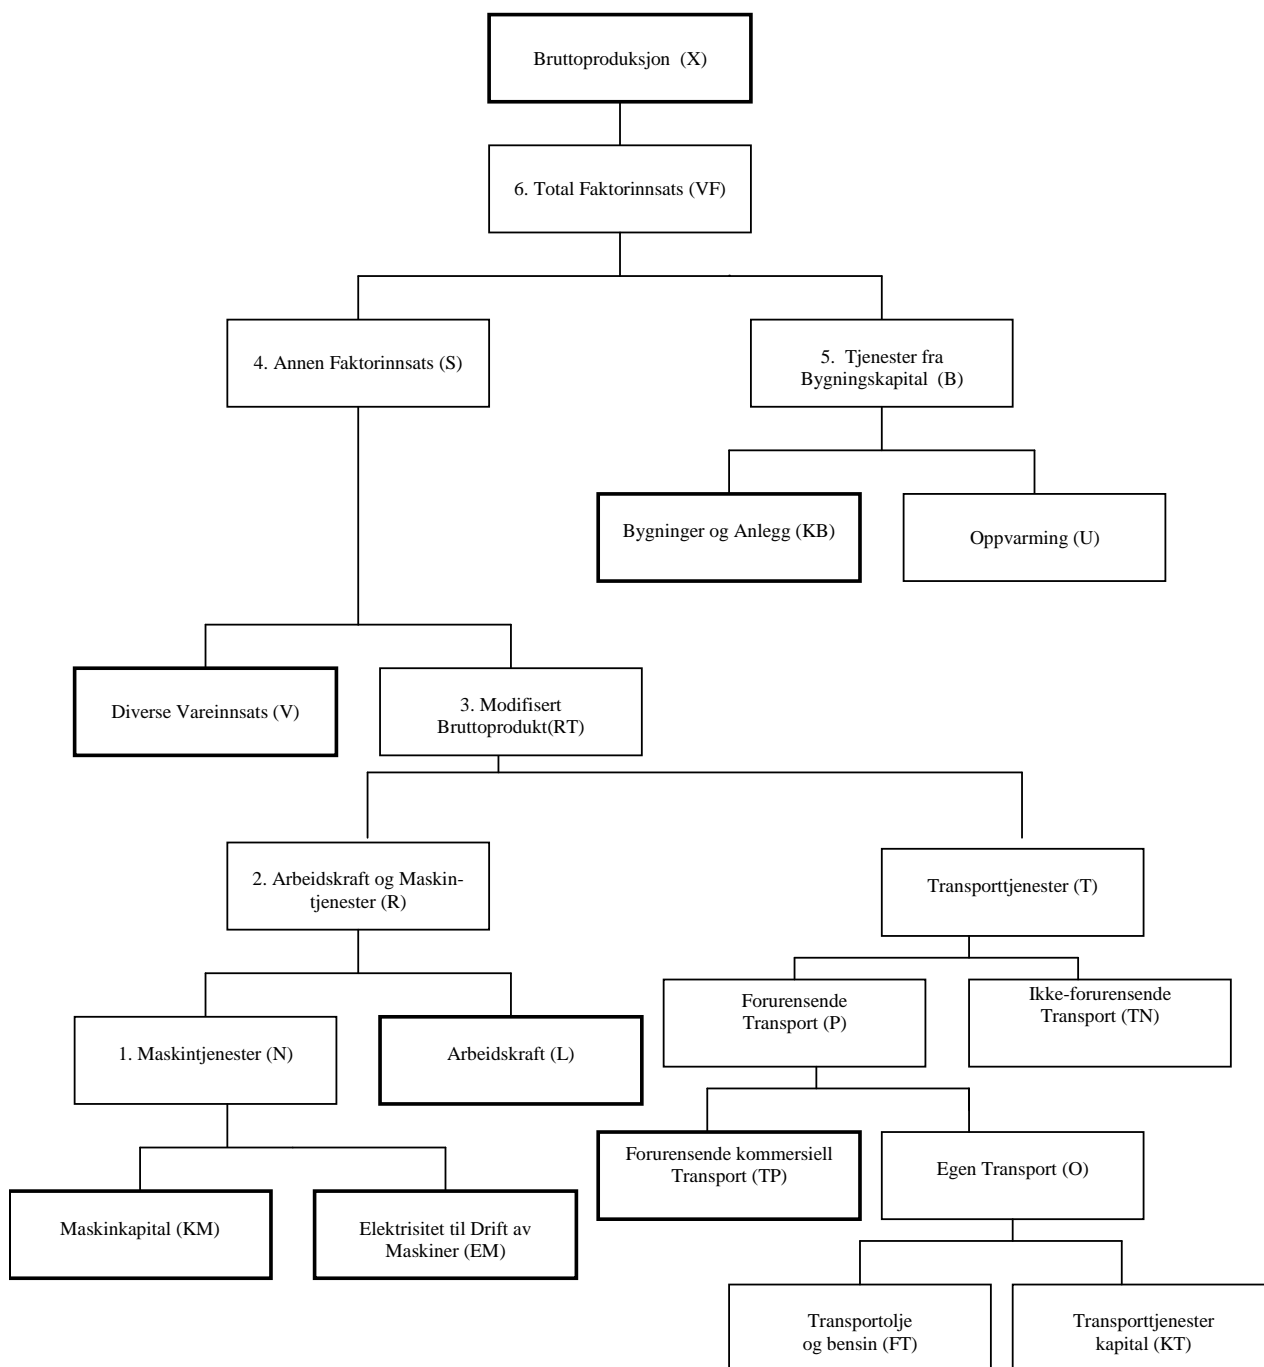 Bruttoproduksjon (X)
6. Total Faktorinnsats (VF)
4. Annen Faktorinnsats (S)
5. Tjenester fra
Bygningskapital (B)
Bygninger og Anlegg (KB)
Oppvarming (U)
Diverse Vareinnsats (V)
3. Modifisert
Bruttoprodukt(RT)
2. Arbeidskraft og Maskin-
tjenester (R)
Transporttjenester (T)
Forurensende
Transport (P)
Ikke-forurensende
Transport (TN)
1. Maskintjenester (N)
Arbeidskraft (L)
Forurensende kommersiell
Transport (TP)
Egen Transport (O)
Maskinkapital (KM)
Elektrisitet til Drift av
Maskiner (EM)
Transportolje
og bensin (FT)
Transporttjenester
kapital (KT)